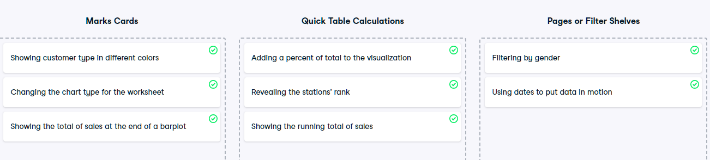 Marks Cards
Showing customer type in different colors
Changing the chart type for the worksheet
Showing the total of sales at the end of a barplot
Quick Table Calculations
Adding a percent of total to the visualization
Revealing the stations' rank
Showing the running total of sales
Pages or Filter Shelves
Filtering by gender
Using dates to put data in motion